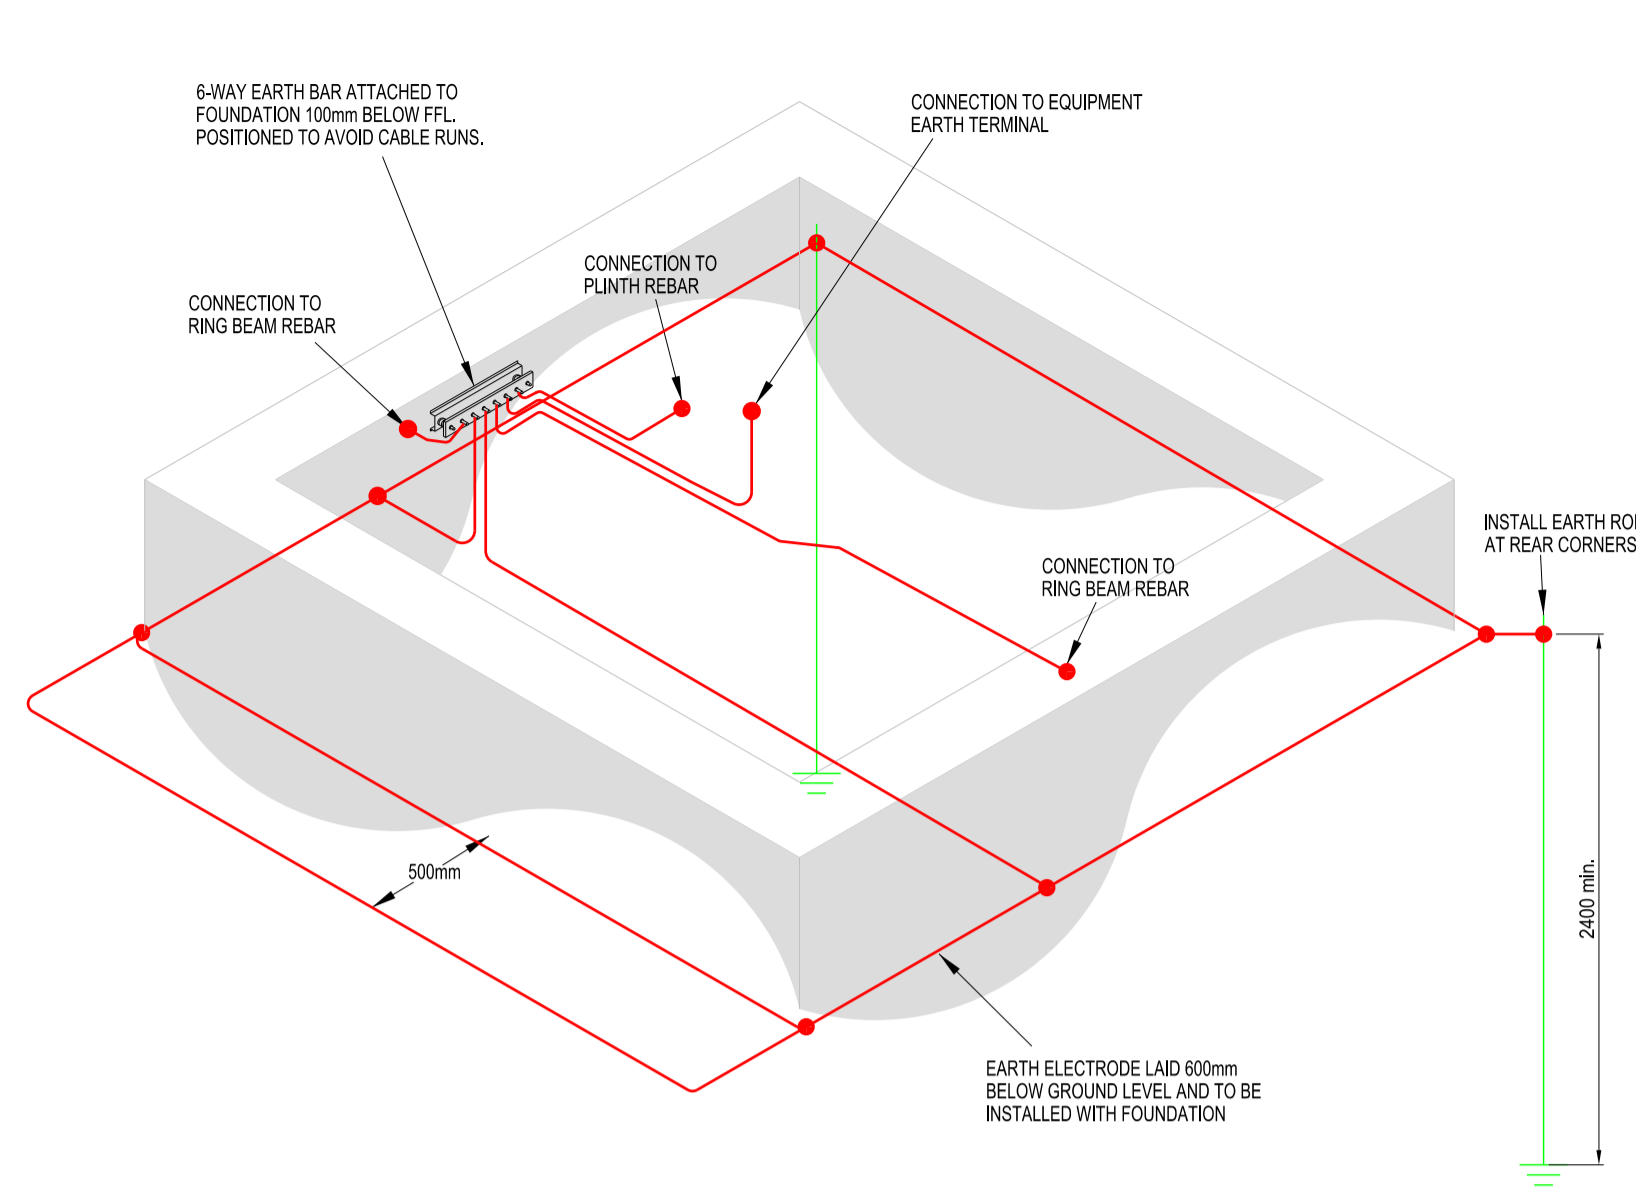 6-WAY EARTH BAR ATTACHED TO
FOUNDATION 100mm BELOW FFL.
POSITIONED TO AVOID CABLE RUNS.
CONNECTION TO EQUIPMENT
EARTH TERMINAL
CONNECTION TO
PLINTH REBAR
CONNECTION TO
RING BEAM REBAR
INSTALL EARTH RO
AT REAR CORNERS
CONNECTION TO
RING BEAM REBAR
500mm
2400 min.
EARTH ELECTRODE LAID 600mm
BELOW GROUND LEVEL AND TO BE
INSTALLED WITH FOUNDATION